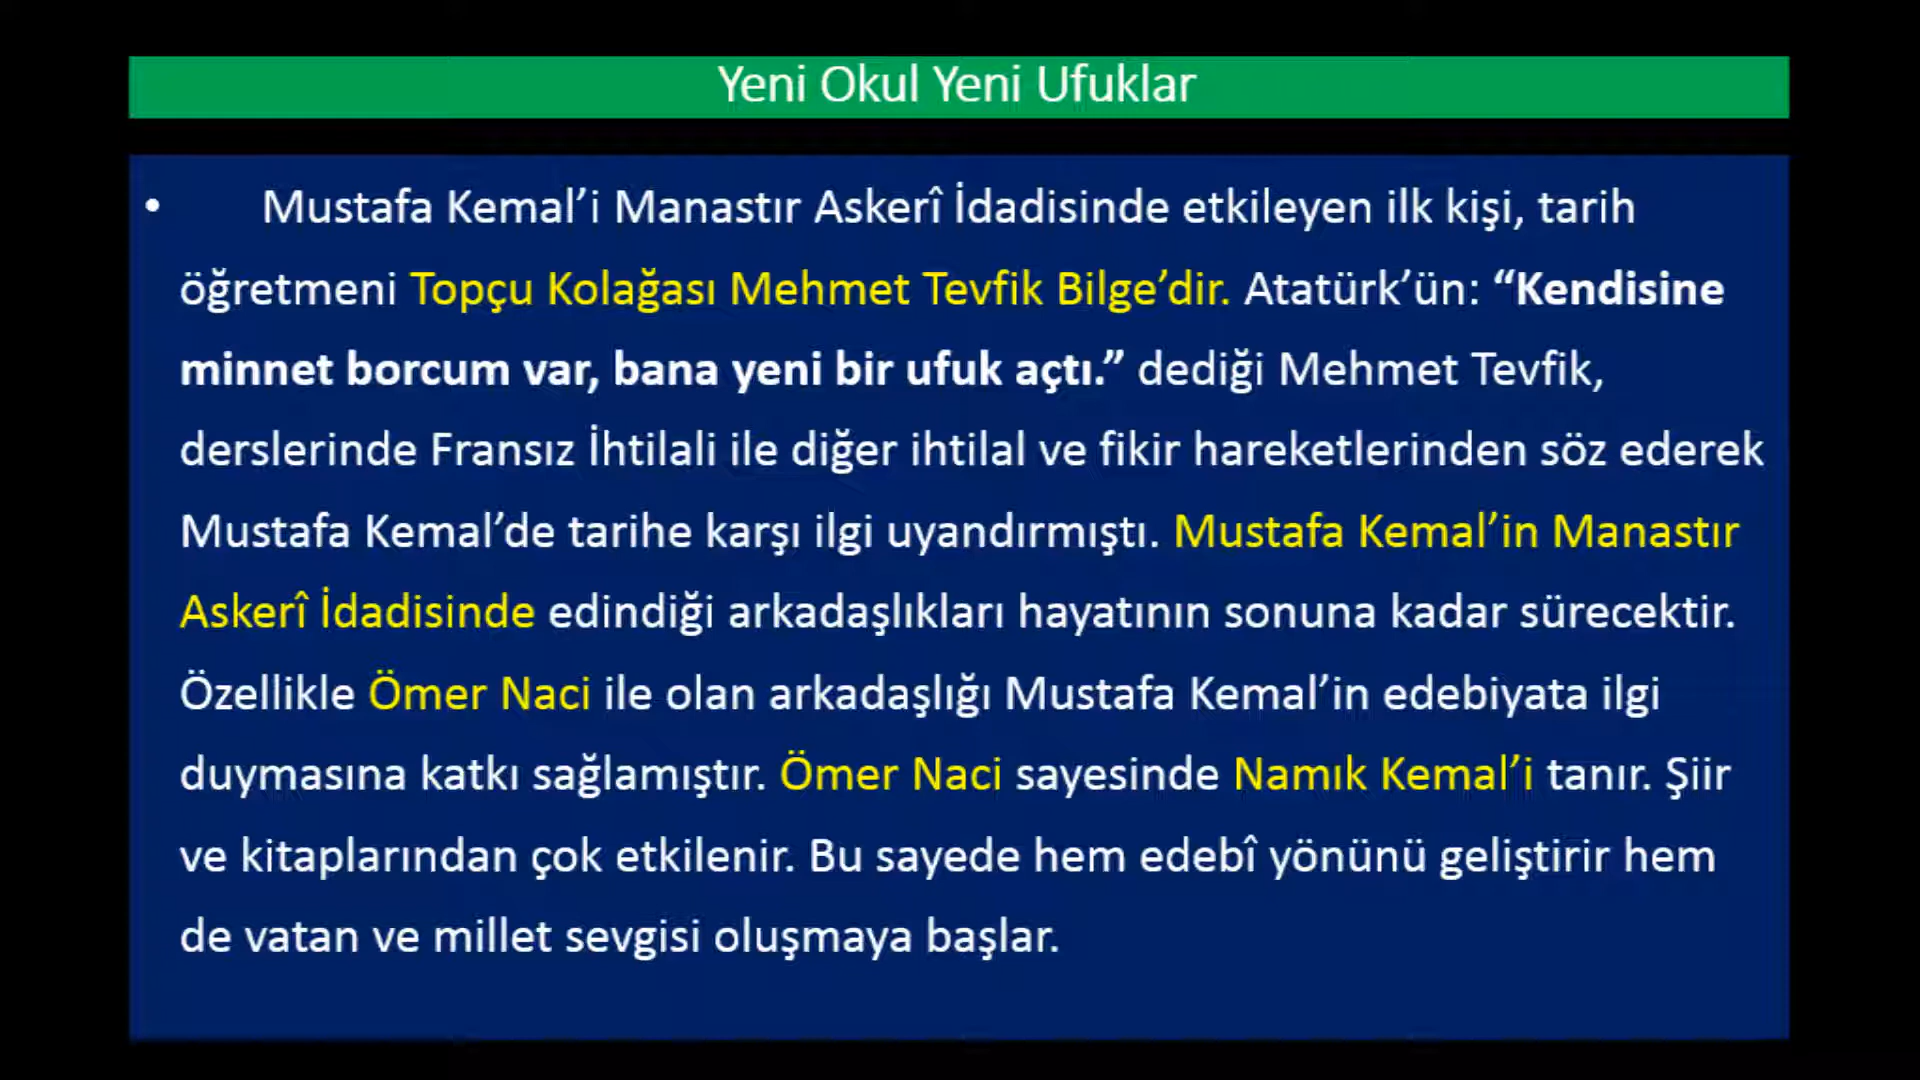 Yeni Okul Yeni Ufuklar
• Mustafa Kemal’i Manastır Askerî İdadisinde etkileyen ilk kişi, tarih
öğretmeni Topçu Kolağası Mehmet Tevfik Bilge’dir. Atatürk’ün: “Kendisine
minnet borcum var, bana yeni bir ufuk açtı.” dediği Mehmet Tevfik,
derslerinde Fransız İhtilali ile diğer ihtilal ve fikir hareketlerinden söz ederek
Mustafa Kemal’de tarihe karşı ilgi uyandırmıştı. Mustafa Kemal’in Manastır
Askerî İdadisinde edindiği arkadaşlıkları hayatının sonuna kadar sürecektir.
Özellikle Ömer Naci ile olan arkadaşlığı Mustafa Kemal’in edebiyata ilgi
duymasına katkı sağlamıştır. Ömer Naci sayesinde Namık Kemal’i tanır. Şiir
ve kitaplarından çok etkilenir. Bu sayede hem edebî yönünü geliştirir hem
de vatan ve millet sevgisi oluşmaya başlar.